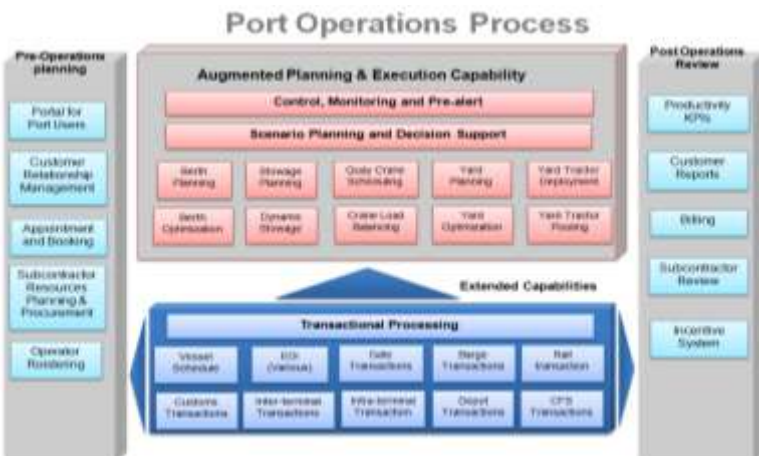 Port Operations Process
Pre-Operations
planning
Portal for
Port Users
Customer
Relationship
Management
Appointment
and Booking
Subcontractor
Resources
Planning &
Procurement
Operator
Rostering
Augmented Planning & Execution Capability
Control, Monitoring and Pre-alert
Scenario Planning and Decision Support
Berth
Planning
Stowage
Planning
Quay Crane
Scheduling
Yard
Planning
Yard Tractor
Deployment
Berth
Optimization
Dynamic
Stowage
Crane Load
Balancing
Yard
Optimization
Yard Tractor
Pooling
Extended Capabilities
Transactional Processing
Vessel
Schedule
EDI
(Various)
Gate
Transactions
Barge
Transactions
Rail
transaction
Customs
Transactions
Inter-terminal
Transactions
Intra-terminal
Transaction
Depot
Transactions
CFS
Transactions
Post Operations
Review
Productivity
KPIs
Customer
Reports
Billing
Subcontractor
Review
Incentive
System